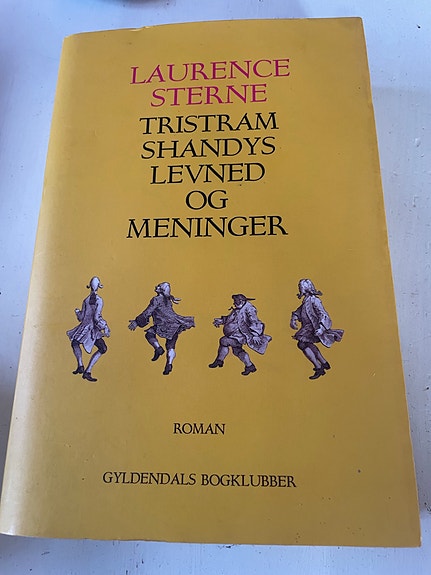 LAURENCE
STERNE
TRISTRAM
SHANDYS
LEVNED
OG
MENINGER
ROMAN
GYLDENDALS BOGKLUBBER